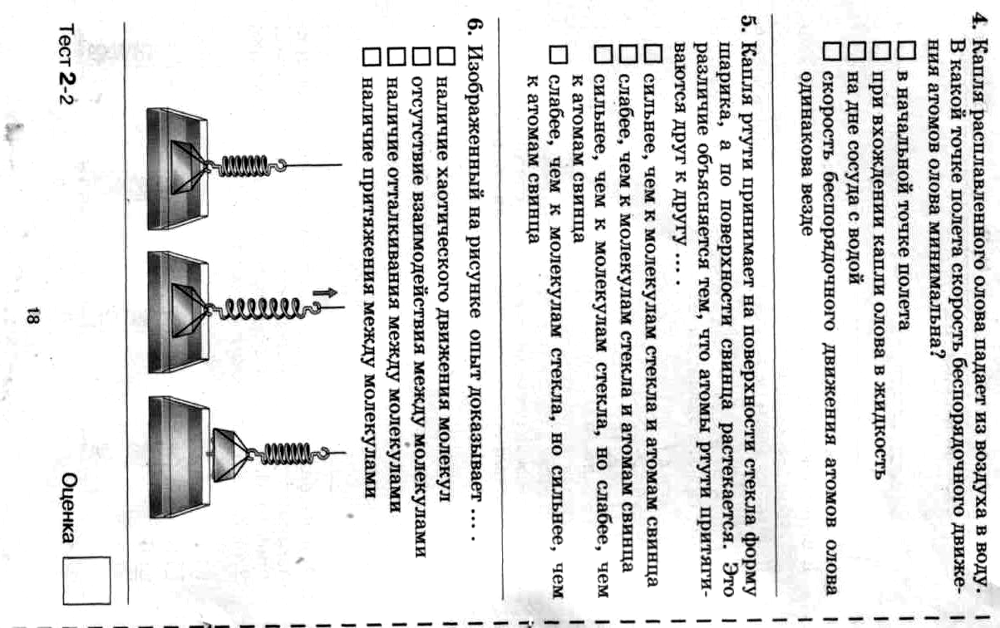 4. Капля расплавленного олова падает из воздуха в воду.
В какой точке полета скорость беспорядочного движе-
ния атомов олова минимальна?
в начальной точке полета
при вхождении капли олова в жидкость
на дне сосуда с водой
скорость беспорядочного движения атомов олова
одинакова везде
5. Капля ртути принимает на поверхности стекла форму
шарика, а по поверхности свинца растекается. Это
различие объясняется тем, что атомы ртути притяги-
ваются друг к другу ... .
сильнее, чем к молекулам стекла и атомам свинца
слабее, чем к молекулам стекла и атомам свинца
сильнее, чем к молекулам стекла, но слабее, чем
к атомам свинца
слабее, чем к молекулам стекла, но сильнее, чем
к атомам свинца
6. Изображенный на рисунке опыт доказывает ... .
наличие хаотического движения молекул
отсутствие взаимодействия между молекулами
наличие отталкивания между молекулами
наличие притяжения между молекулами
Тест 2-2
Оценка
18